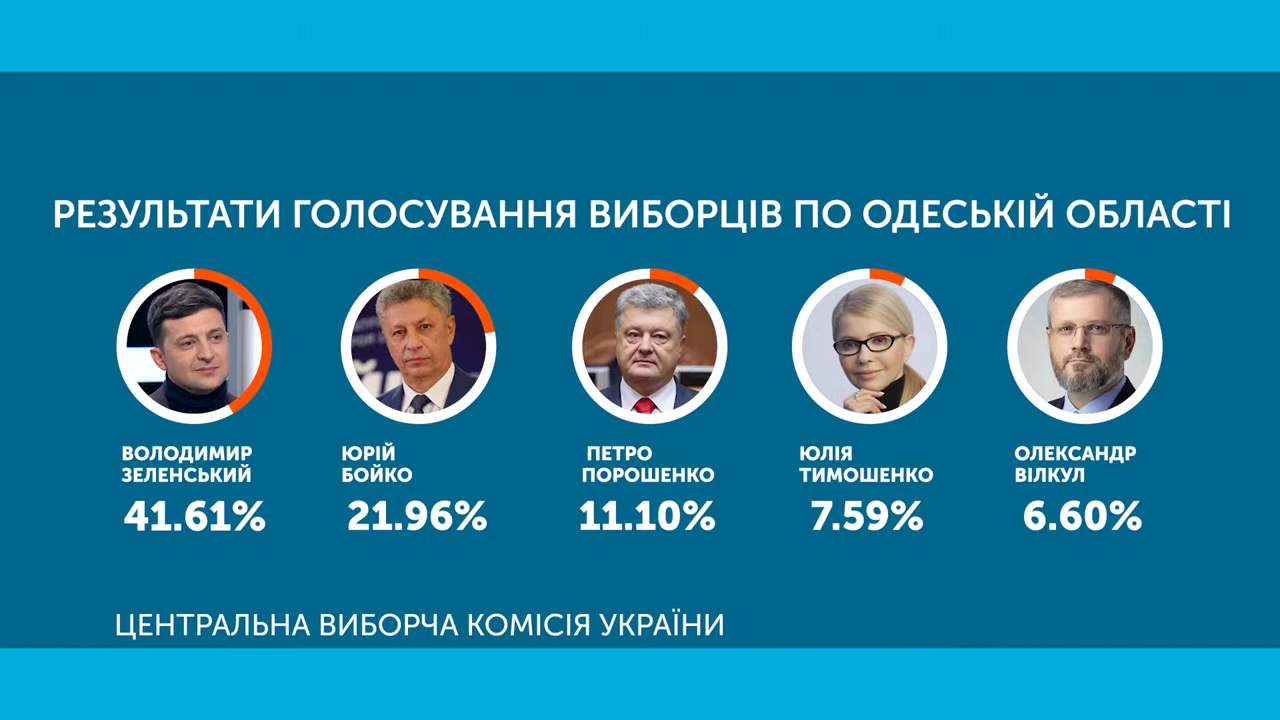 РЕЗУЛЬТАТИ ГОЛОСУВАННЯ ВИБОРЦІВ ПО ОДЕСЬКІЙ ОБЛАСТІ
ВОЛОДИМИР
ЗЕЛЕНСЬКИЙ
41.61%
ЮРІЙ
БОЙКО
21.96%
ПЕТРО
ПОРОШЕНКО
11.10%
ЮЛІЯ
ТИМОШЕНКО
7.59%
ОЛЕКСАНДР
ВІЛКУЛ
6.60%
ЦЕНТРАЛЬНА ВИБОРЧА КОМІСІЯ УКРАЇНИ